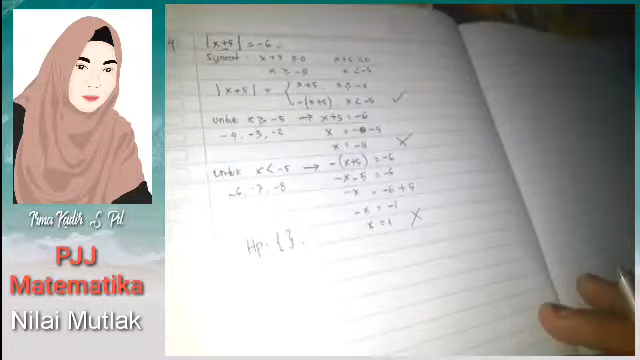 Irma Kadir S Pd
PJJ
Matematika
Nilai Mutlak
4
|x+5| = -6
Syarat : x+5 ≥ 0 x+5 < 0
x ≥ -5 x < -5
|x+5| = { x+5, x ≥ -5
-(x+5), x < -5 ✓
Untuk x ≥ -5 → x+5 = -6
-4, -3, -2 x = -6-5
x = -11 X
Untuk x < -5 → -(x+5) = -6
-6, -7, -8 -x-5 = -6
-x = -6+5
-x = -1
x = 1 X
Hp. { }.